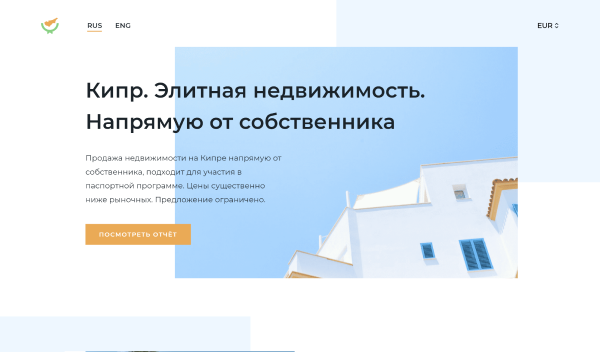 RUS ENG EUR
Кипр. Элитная недвижимость.
Напрямую от собственника
Продажа недвижимости на Кипре напрямую от
собственника, подходит для участия в
паспортной программе. Цены существенно
ниже рыночных. Предложение ограничено.
ПОСМОТРЕТЬ ОТЧЁТ